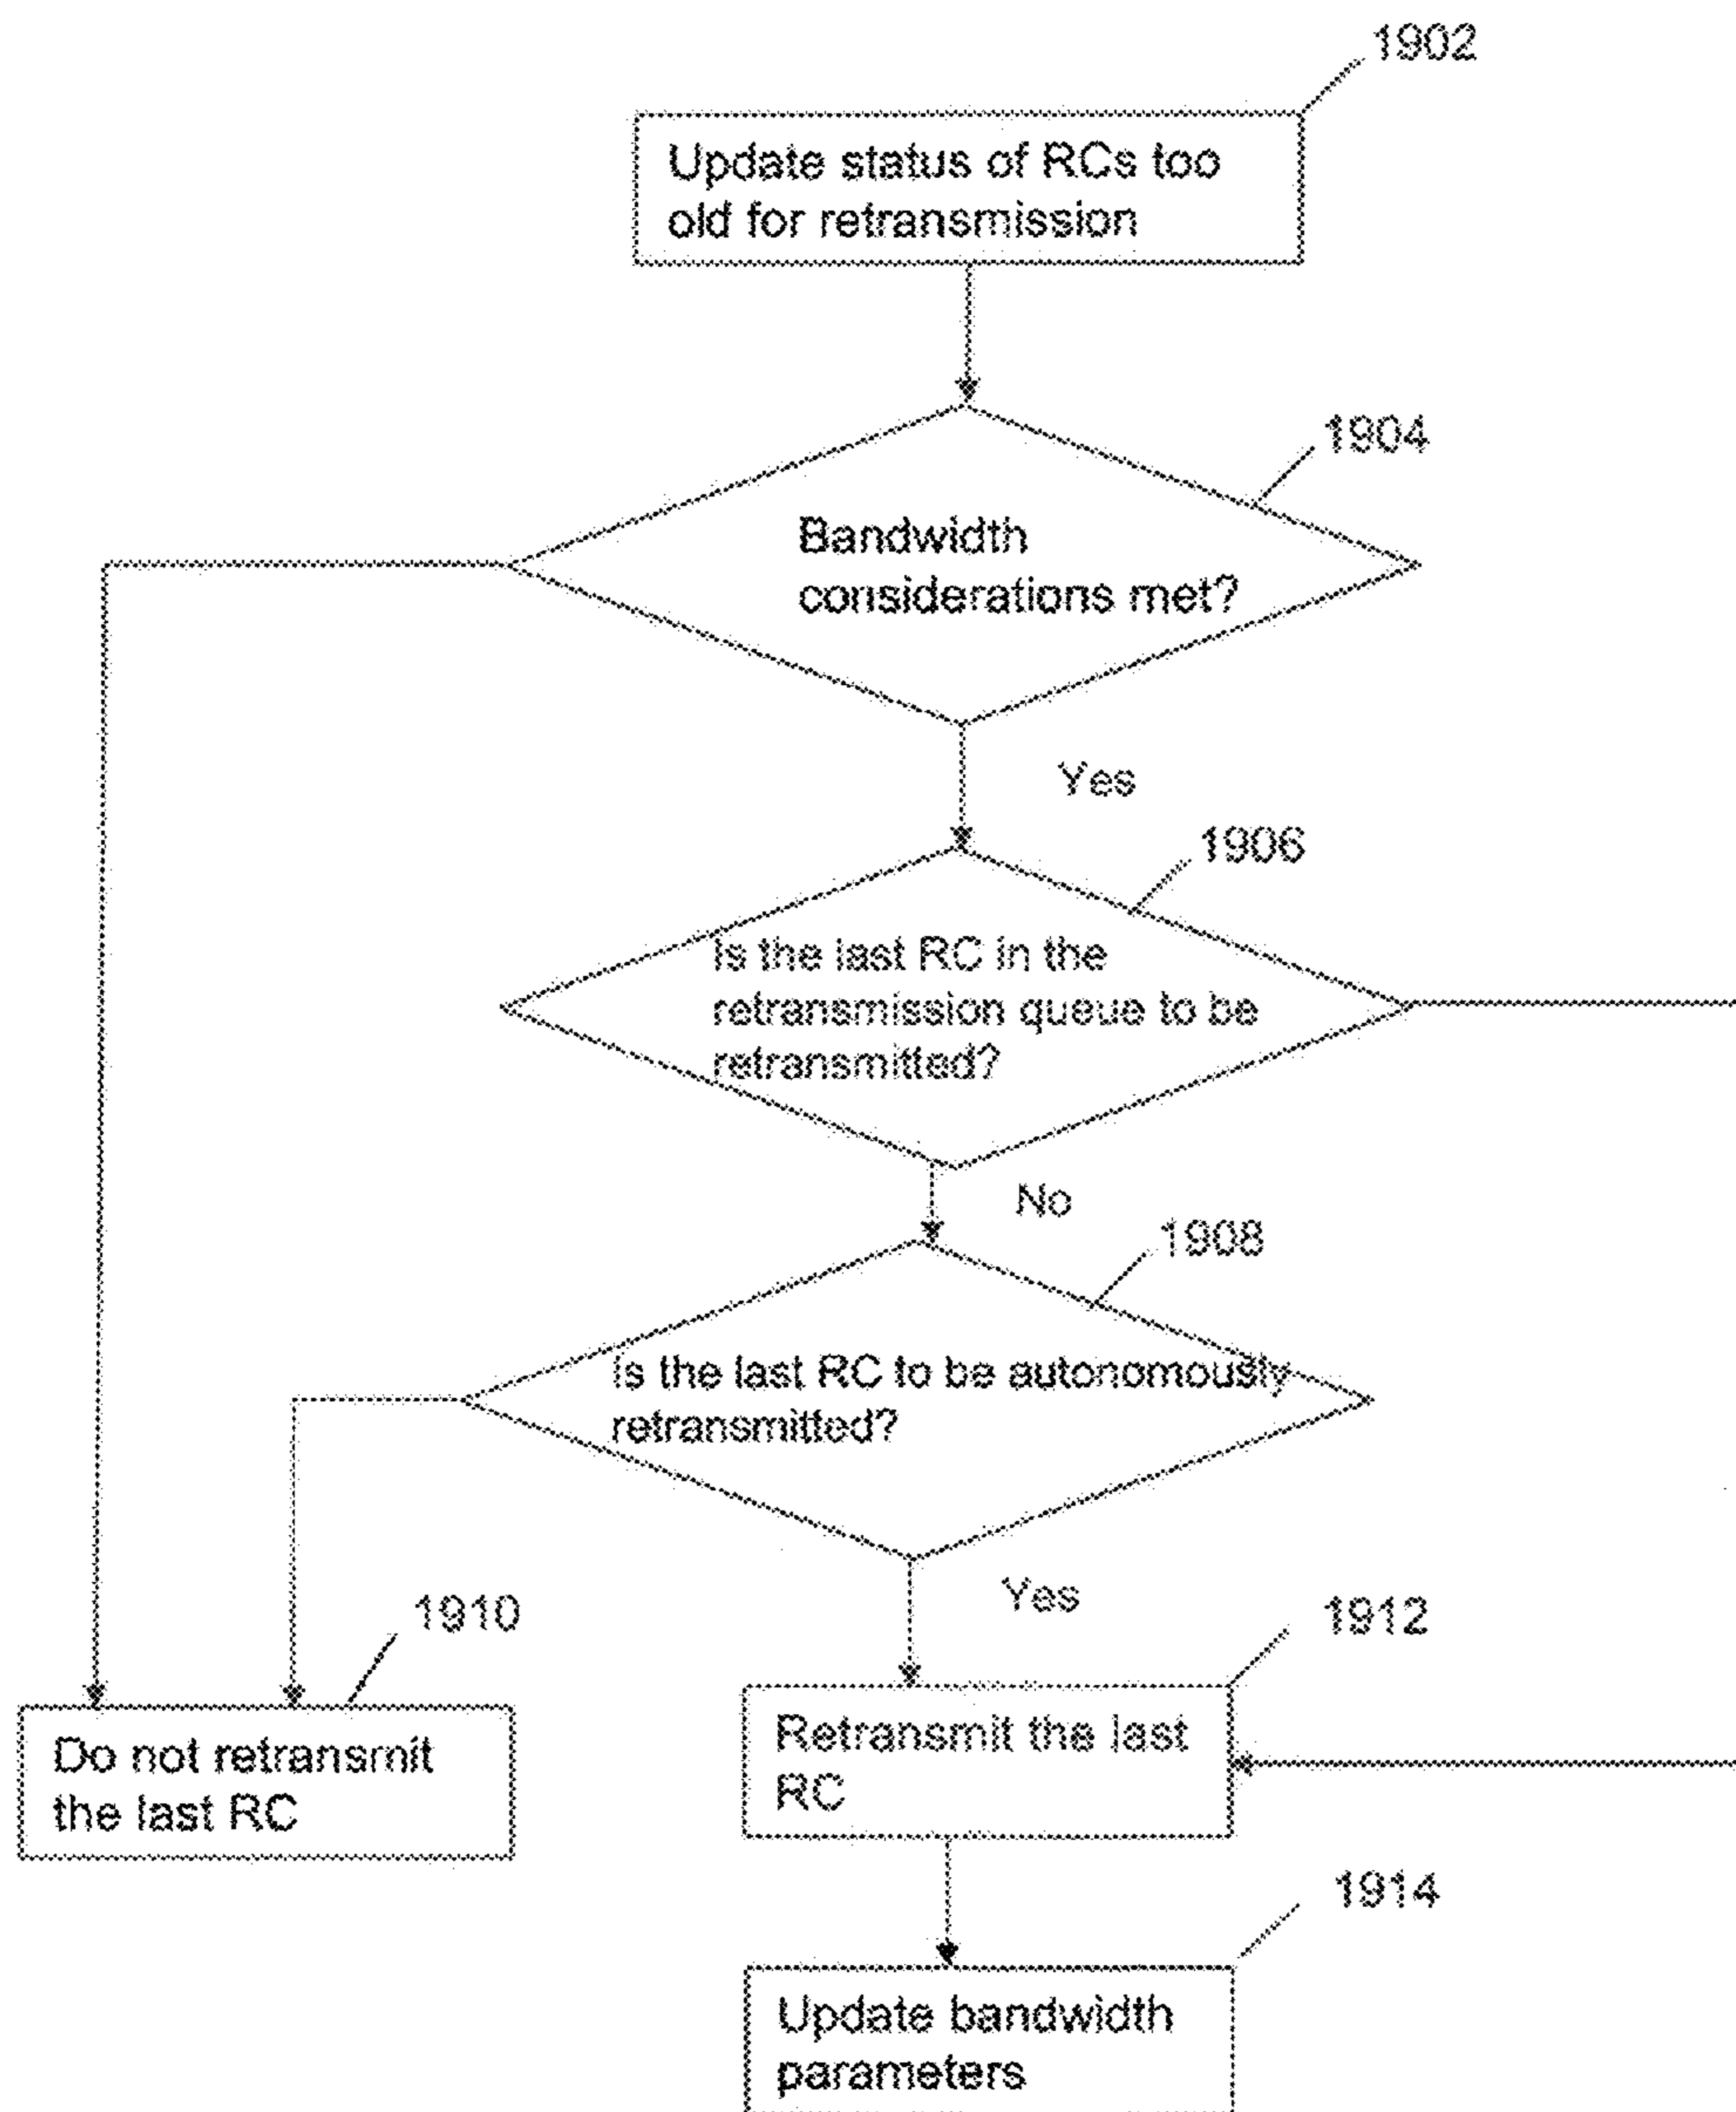 1902
Update status of RCs too
old for retransmission
1904
Bandwidth
considerations met?
Yes
1906
Is the last RC in the
retransmission queue to be
retransmitted?
No
1908
Is the last RC to be autonomously
retransmitted?
Yes
1910
1912
Do not retransmit
the last RC
Retransmit the last
RC
1914
Update bandwidth
parameters